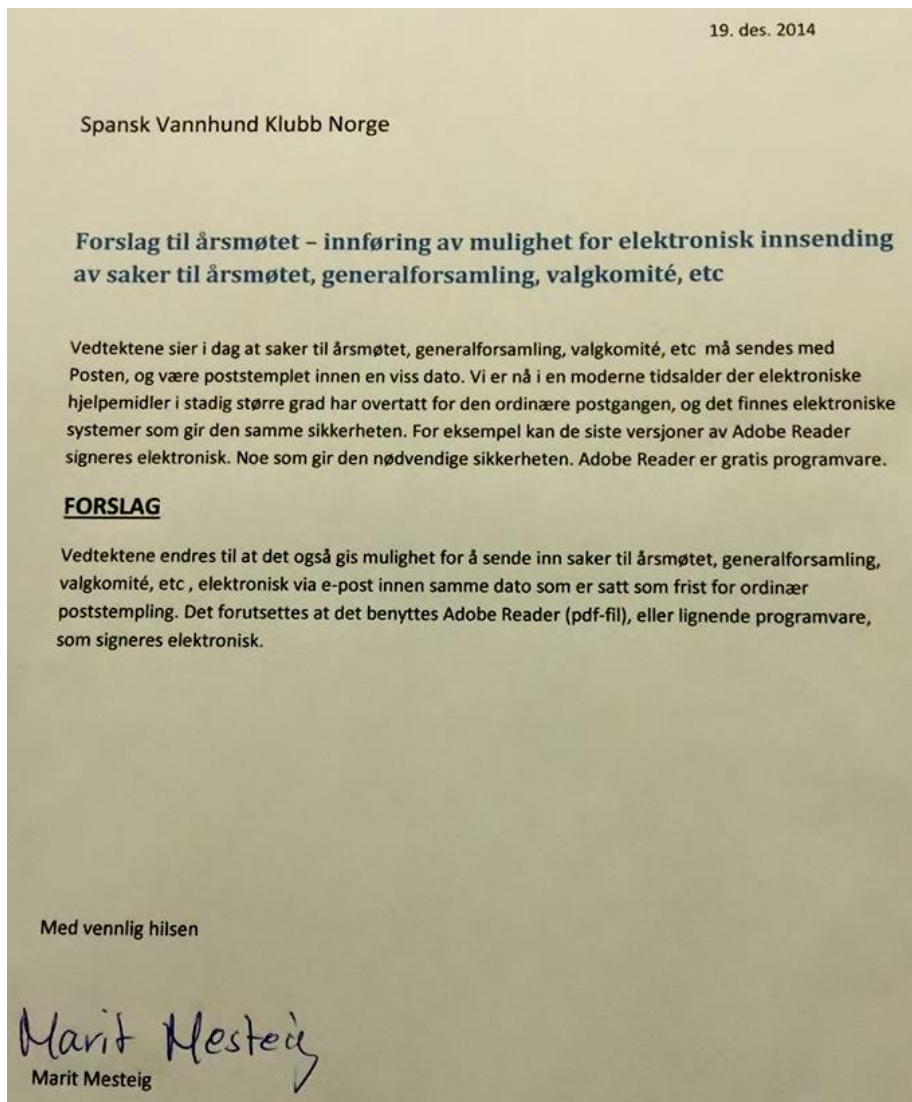 19. des. 2014
Spansk Vannhund Klubb Norge
Forslag til årsmøtet – innføring av mulighet for elektronisk innsending
av saker til årsmøtet, generalforsamling, valgkomité, etc
Vedtektene sier i dag at saker til årsmøtet, generalforsamling, valgkomité, etc må sendes med
Posten, og være poststemplet innen en viss dato. Vi er nå i en moderne tidsalder der elektroniske
hjelpemidler i stadig større grad har overtatt for den ordinære postgangen, og det finnes elektroniske
systemer som gir den samme sikkerheten. For eksempel kan de siste versjoner av Adobe Reader
signeres elektronisk. Noe som gir den nødvendige sikkerheten. Adobe Reader er gratis programvare.
FORSLAG
Vedtektene endres til at det også gis mulighet for å sende inn saker til årsmøtet, generalforsamling,
valgkomité, etc , elektronisk via e-post innen samme dato som er satt som frist for ordinær
poststempling. Det forutsettes at det benyttes Adobe Reader (pdf-fil), eller lignende programvare,
som signeres elektronisk.
Med vennlig hilsen
Marit Mesteig
Marit Mesteig